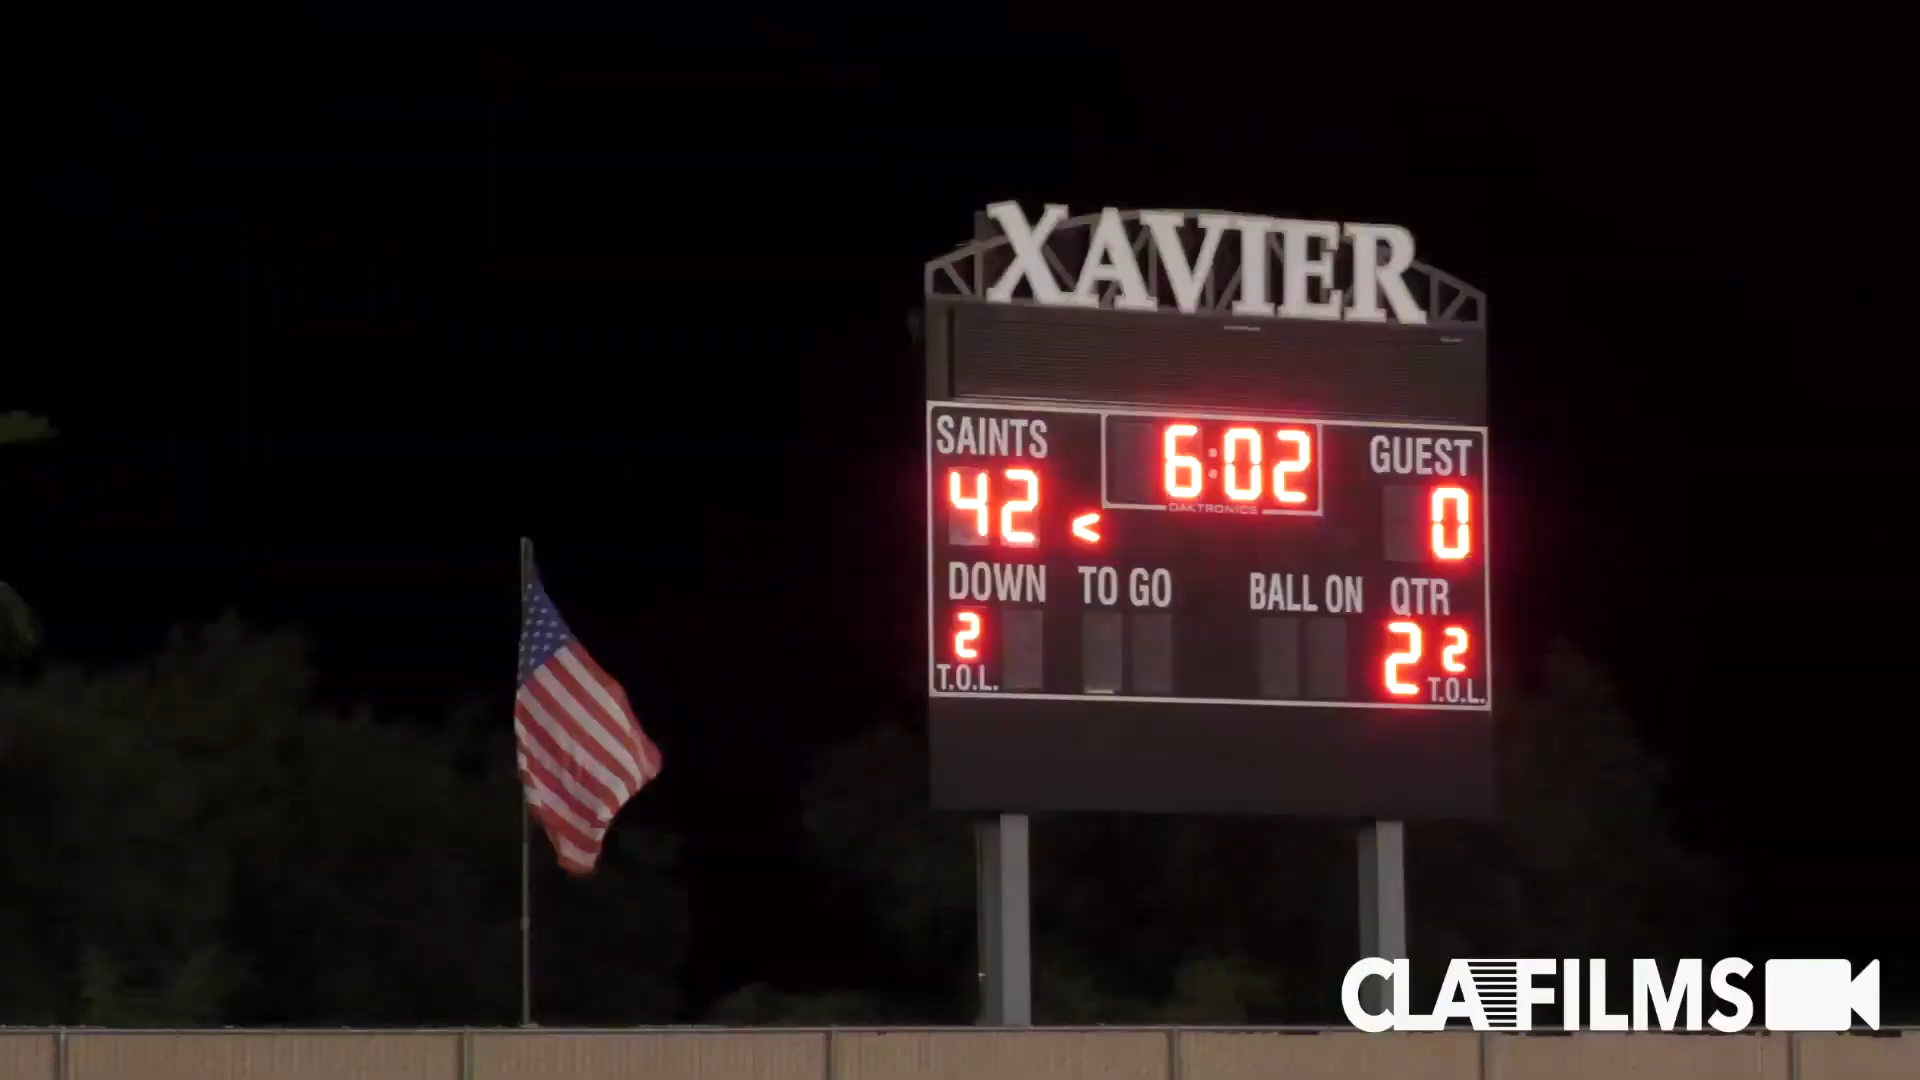 XAVIER
SAINTS 6:02 GUEST
42 < DAKTRONICS 0
DOWN TO GO BALL ON QTR
2 2 2
T.O.L. T.O.L.
CLAFILMS